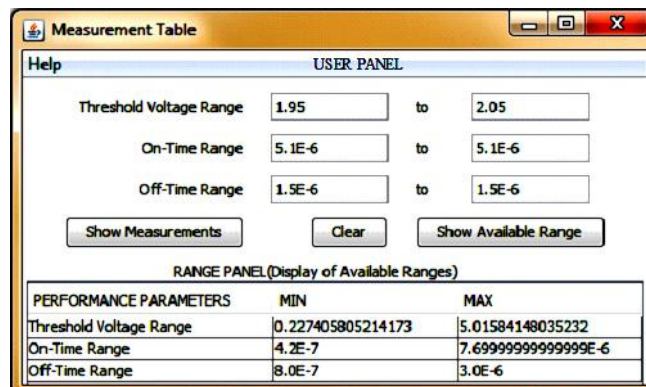 Measurement Table
Help USER PANEL
Threshold Voltage Range 1.95 to 2.05
On-Time Range 5.1E-6 to 5.1E-6
Off-Time Range 1.5E-6 to 1.5E-6
Show Measurements Clear Show Available Range
RANGE PANEL(Display of Available Ranges)
PERFORMANCE PARAMETERS MIN MAX
Threshold Voltage Range 0.227405805214173 5.01584148035232
On-Time Range 4.2E-7 7.69999999999999E-6
Off-Time Range 8.0E-7 3.0E-6